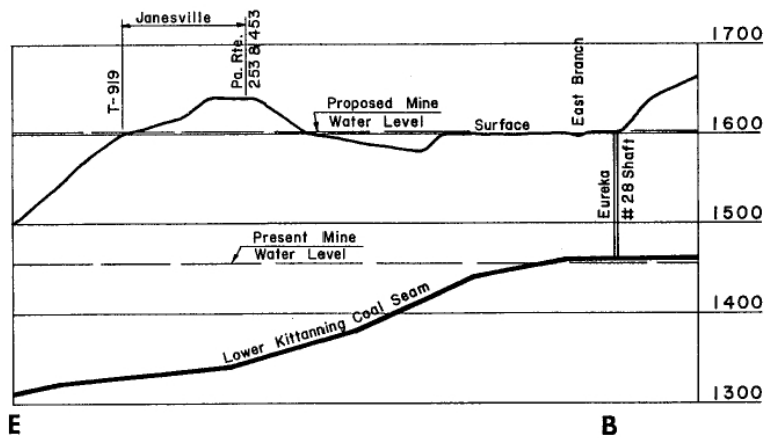 Janesville
T-919
Pa. Rte.
253 & 453
1700
Proposed Mine
Water Level
Surface
East Branch
1600
Eureka
#28 Shaft
1500
Present Mine
Water Level
1400
Lower Kittanning Coal Seam
1300
E
B